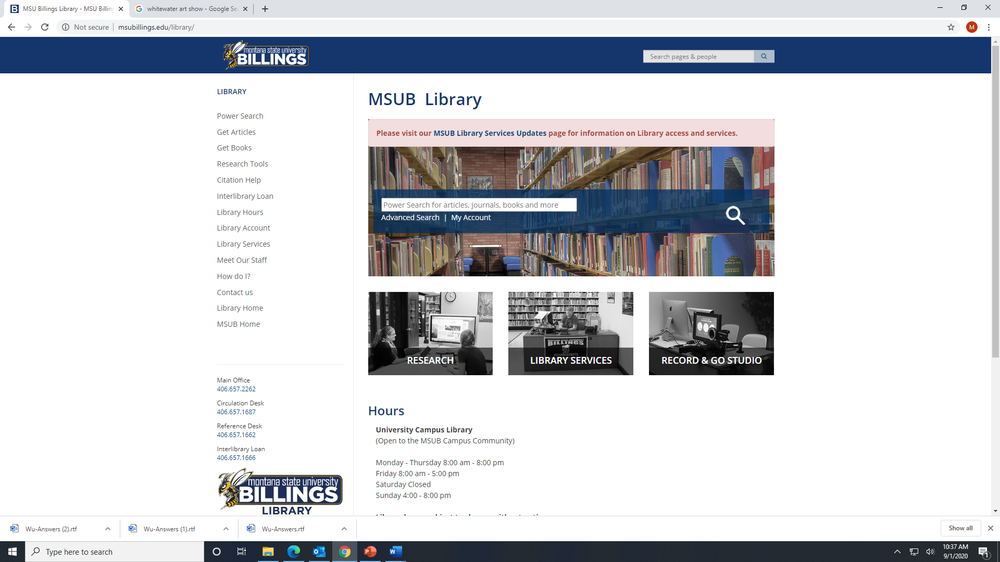 MSU Billings Library - MSU Billin
whitewater art show - Google Se
Not secure
msubillings.edu/library/
M
montana state university
BILLINGS
Search pages & people
LIBRARY
Power Search
Get Articles
Get Books
Research Tools
Citation Help
Interlibrary Loan
Library Hours
Library Account
Library Services
Meet Our Staff
How do I?
Contact us
Library Home
MSUB Home
Main Office
406.657.2262
Circulation Desk
406.657.1687
Reference Desk
406.657.1662
Interlibrary Loan
406.657.1666
montana state university
BILLINGS
LIBRARY
MSUB Library
Please visit our MSUB Library Services Updates page for information on Library access and services.
Power Search for articles, journals, books and more
Advanced Search | My Account
RESEARCH
MONTANA STATE UNIVERSITY
BILLINGS
YELLOWJACKETS
LIBRARY SERVICES
RECORD & GO STUDIO
Hours
University Campus Library
(Open to the MSUB Campus Community)
Monday - Thursday 8:00 am - 8:00 pm
Friday 8:00 am - 5:00 pm
Saturday Closed
Sunday 4:00 - 8:00 pm
Wu-Answers (2).rtf
Wu-Answers (1).rtf
Wu-Answers.rtf
Show all
Type here to search
10:37 AM
9/1/2020
1